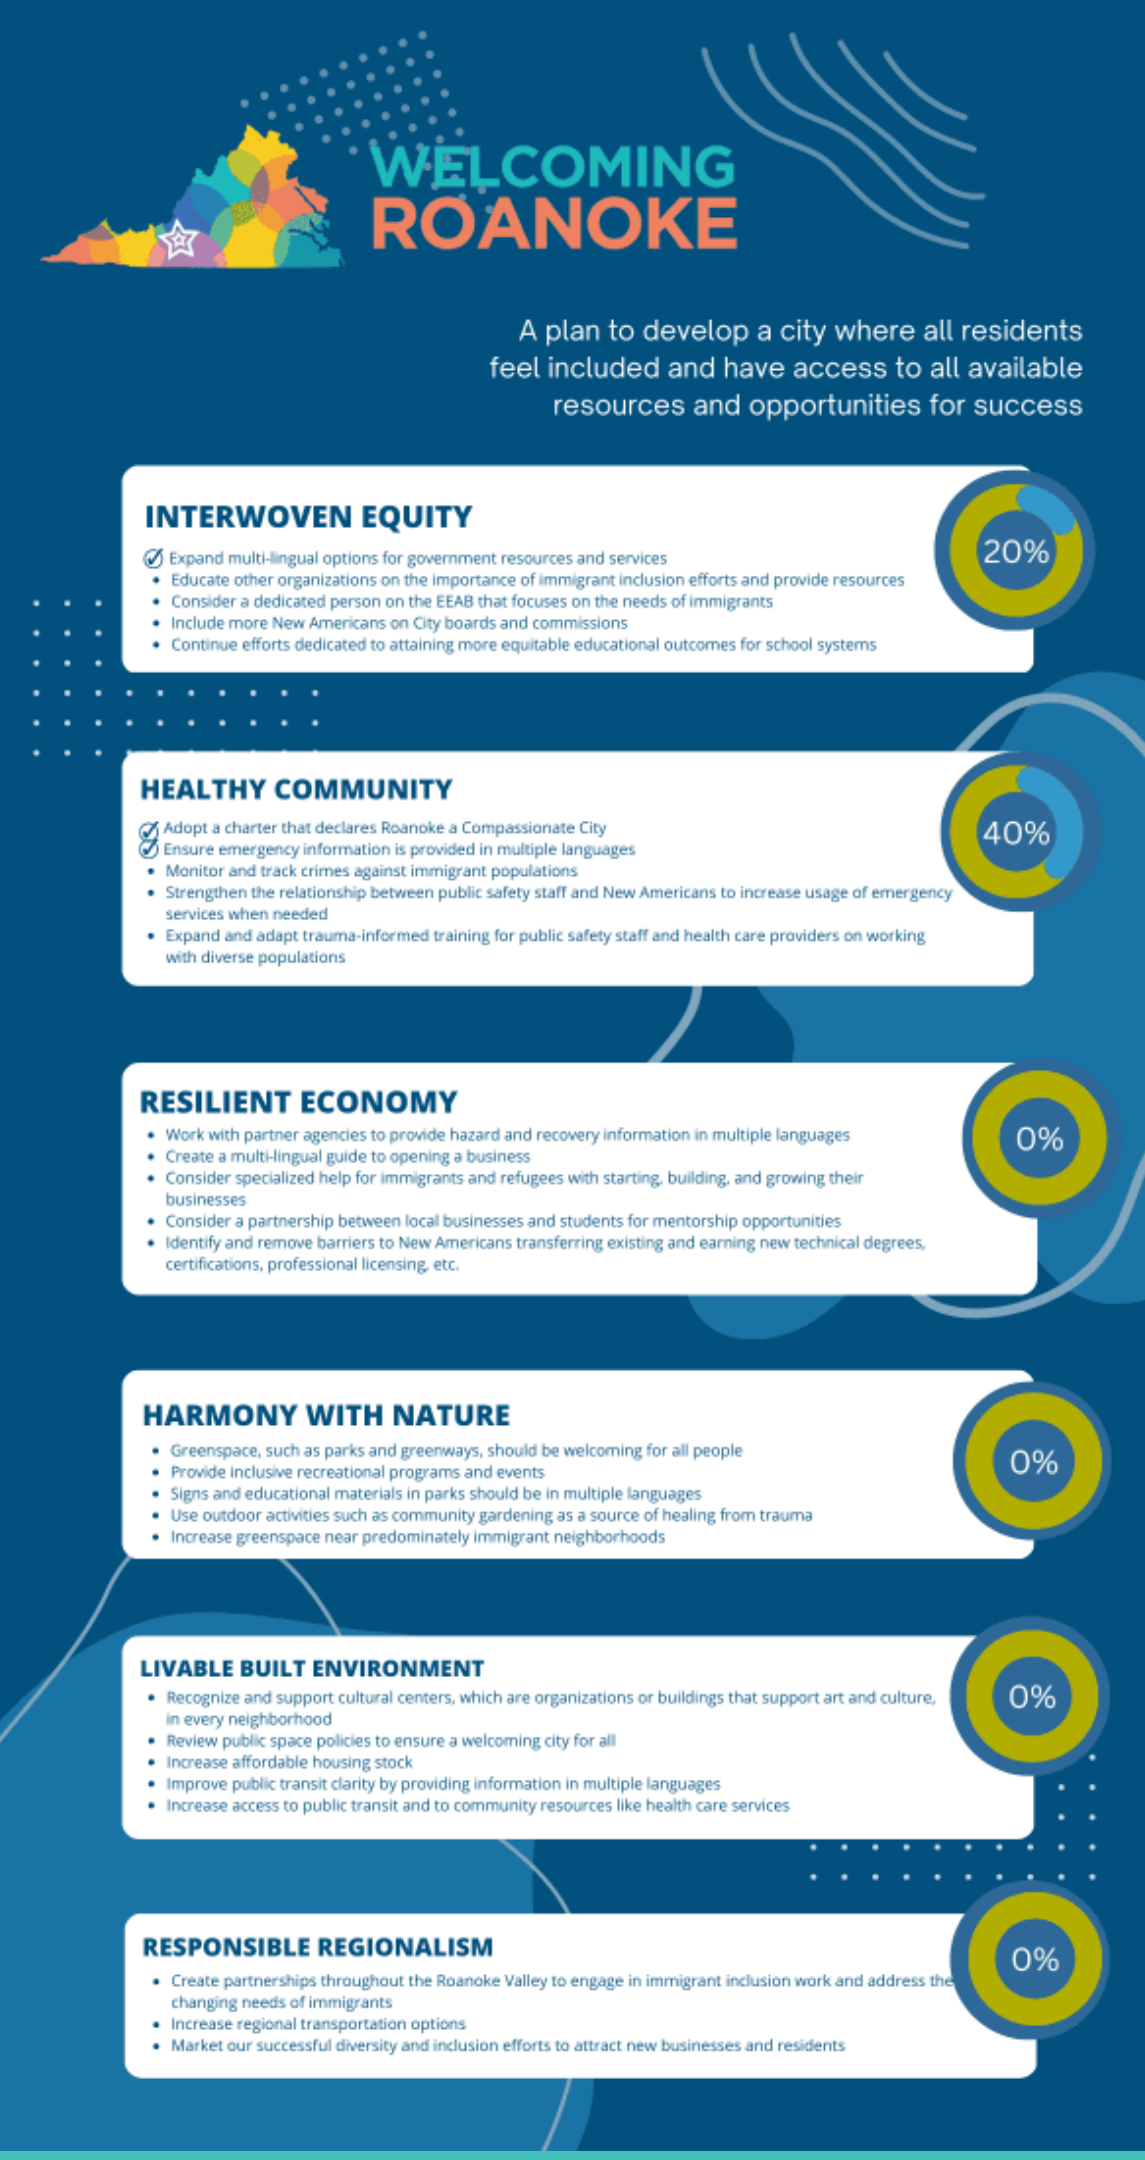 WELCOMING
ROANOKE
A plan to develop a city where all residents
feel included and have access to all available
resources and opportunities for success
INTERWOVEN EQUITY
20%
Expand multi-lingual options for government resources and services
• Educate other organizations on the importance of immigrant inclusion efforts and provide resources
• Consider a dedicated person on the EEAB that focuses on the needs of immigrants
• Include more New Americans on City boards and commissions
• Continue efforts dedicated to attaining more equitable educational outcomes for school systems
HEALTHY COMMUNITY
40%
Adopt a charter that declares Roanoke a Compassionate City
Ensure emergency information is provided in multiple languages
• Monitor and track crimes against immigrant populations
• Strengthen the relationship between public safety staff and New Americans to increase usage of emergency
services when needed
• Expand and adapt trauma-informed training for public safety staff and health care providers on working
with diverse populations
RESILIENT ECONOMY
0%
• Work with partner agencies to provide hazard and recovery information in multiple languages
• Create a multi-lingual guide to opening a business
• Consider specialized help for immigrants and refugees with starting, building, and growing their
businesses
• Consider a partnership between local businesses and students for mentorship opportunities
• Identify and remove barriers to New Americans transferring existing and earning new technical degrees,
certifications, professional licensing, etc.
HARMONY WITH NATURE
0%
• Greenspace, such as parks and greenways, should be welcoming for all people
• Provide inclusive recreational programs and events
• Signs and educational materials in parks should be in multiple languages
• Use outdoor activities such as community gardening as a source of healing from trauma
• Increase greenspace near predominately immigrant neighborhoods
LIVABLE BUILT ENVIRONMENT
0%
• Recognize and support cultural centers, which are organizations or buildings that support art and culture,
in every neighborhood
• Review public space policies to ensure a welcoming city for all
• Increase affordable housing stock
• Improve public transit clarity by providing information in multiple languages
• Increase access to public transit and to community resources like health care services
RESPONSIBLE REGIONALISM
0%
• Create partnerships throughout the Roanoke Valley to engage in immigrant inclusion work and address the
changing needs of immigrants
• Increase regional transportation options
• Market our successful diversity and inclusion efforts to attract new businesses and residents